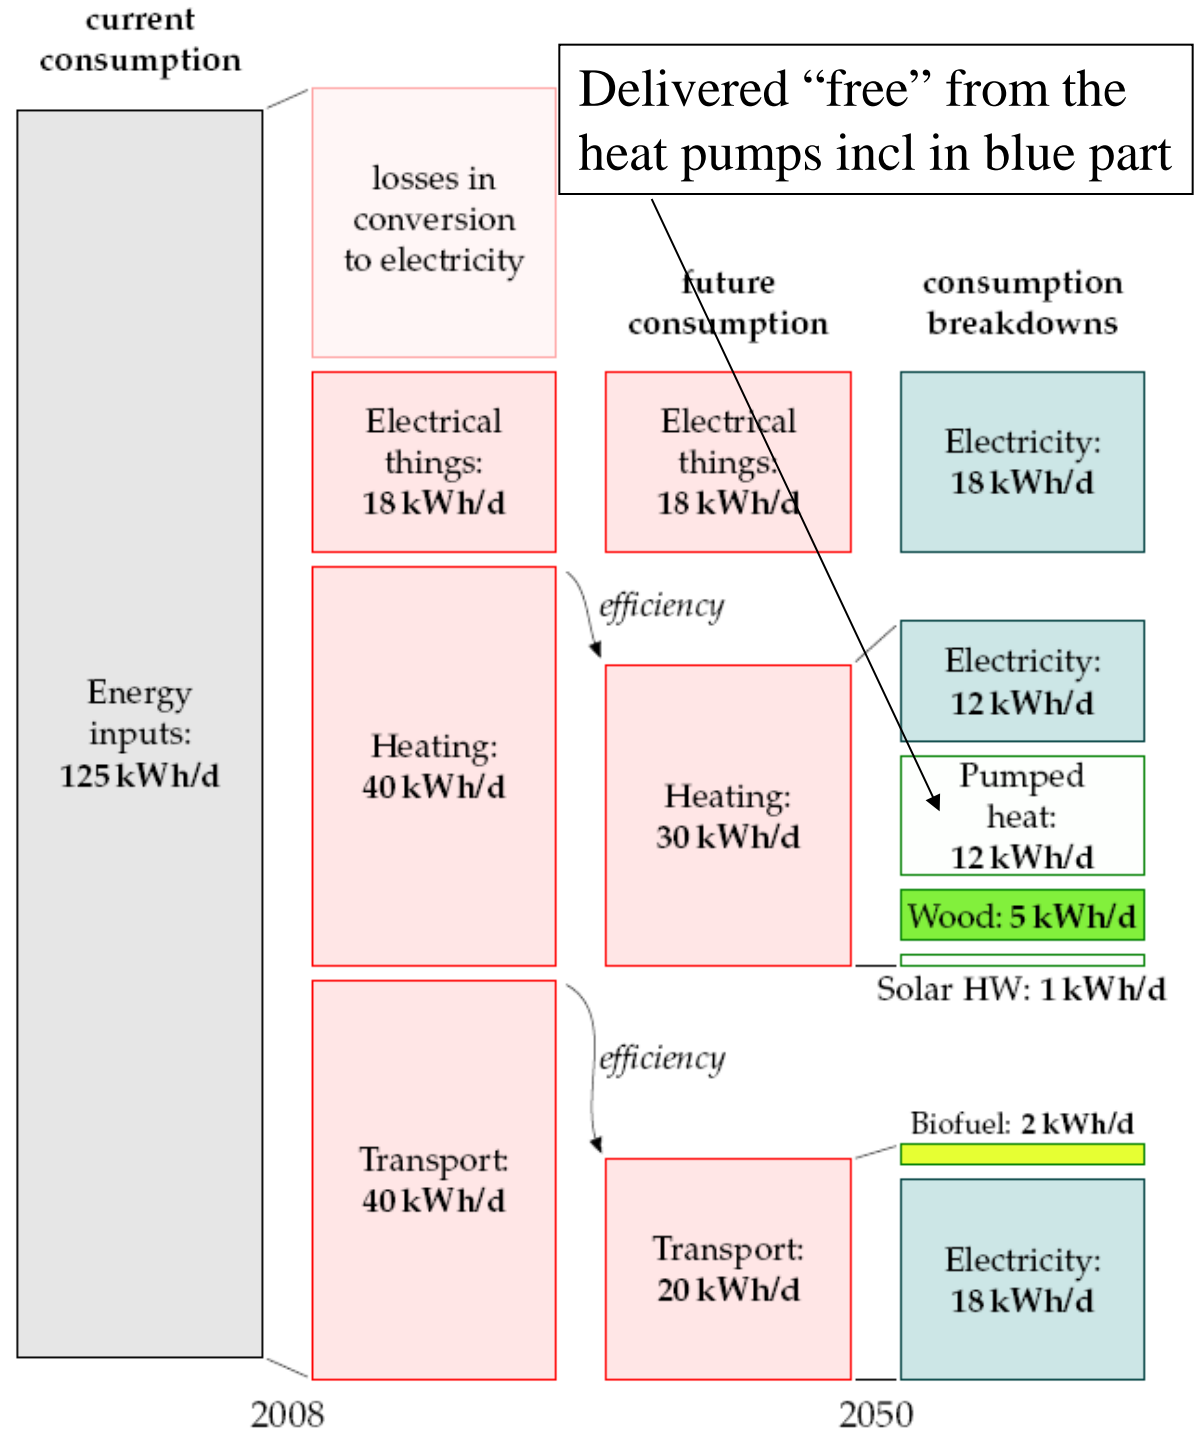 current
consumption
Delivered “free” from the
heat pumps incl in blue part
losses in
conversion
to electricity
future
consumption
consumption
breakdowns
Electrical
things:
18 kWh/d
Electrical
things:
18 kWh/d
Electricity:
18 kWh/d
efficiency
Energy
inputs:
125 kWh/d
Heating:
40 kWh/d
Heating:
30 kWh/d
Electricity:
12 kWh/d
Pumped
heat:
12 kWh/d
Wood: 5 kWh/d
Solar HW: 1 kWh/d
efficiency
Transport:
40 kWh/d
Transport:
20 kWh/d
Biofuel: 2 kWh/d
Electricity:
18 kWh/d
2008
2050